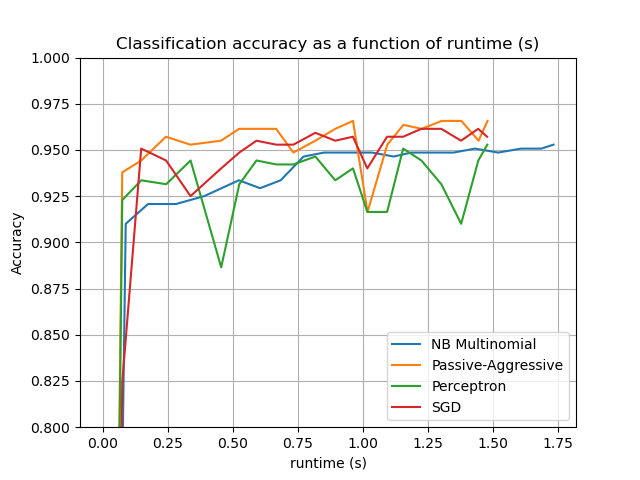 Classification accuracy as a function of runtime (s)
1.000
0.975
0.950
0.925
0.900
0.875
0.850
0.825
0.800
Accuracy
NB Multinomial
Passive-Aggressive
Perceptron
SGD
0.00 0.25 0.50 0.75 1.00 1.25 1.50 1.75
runtime (s)